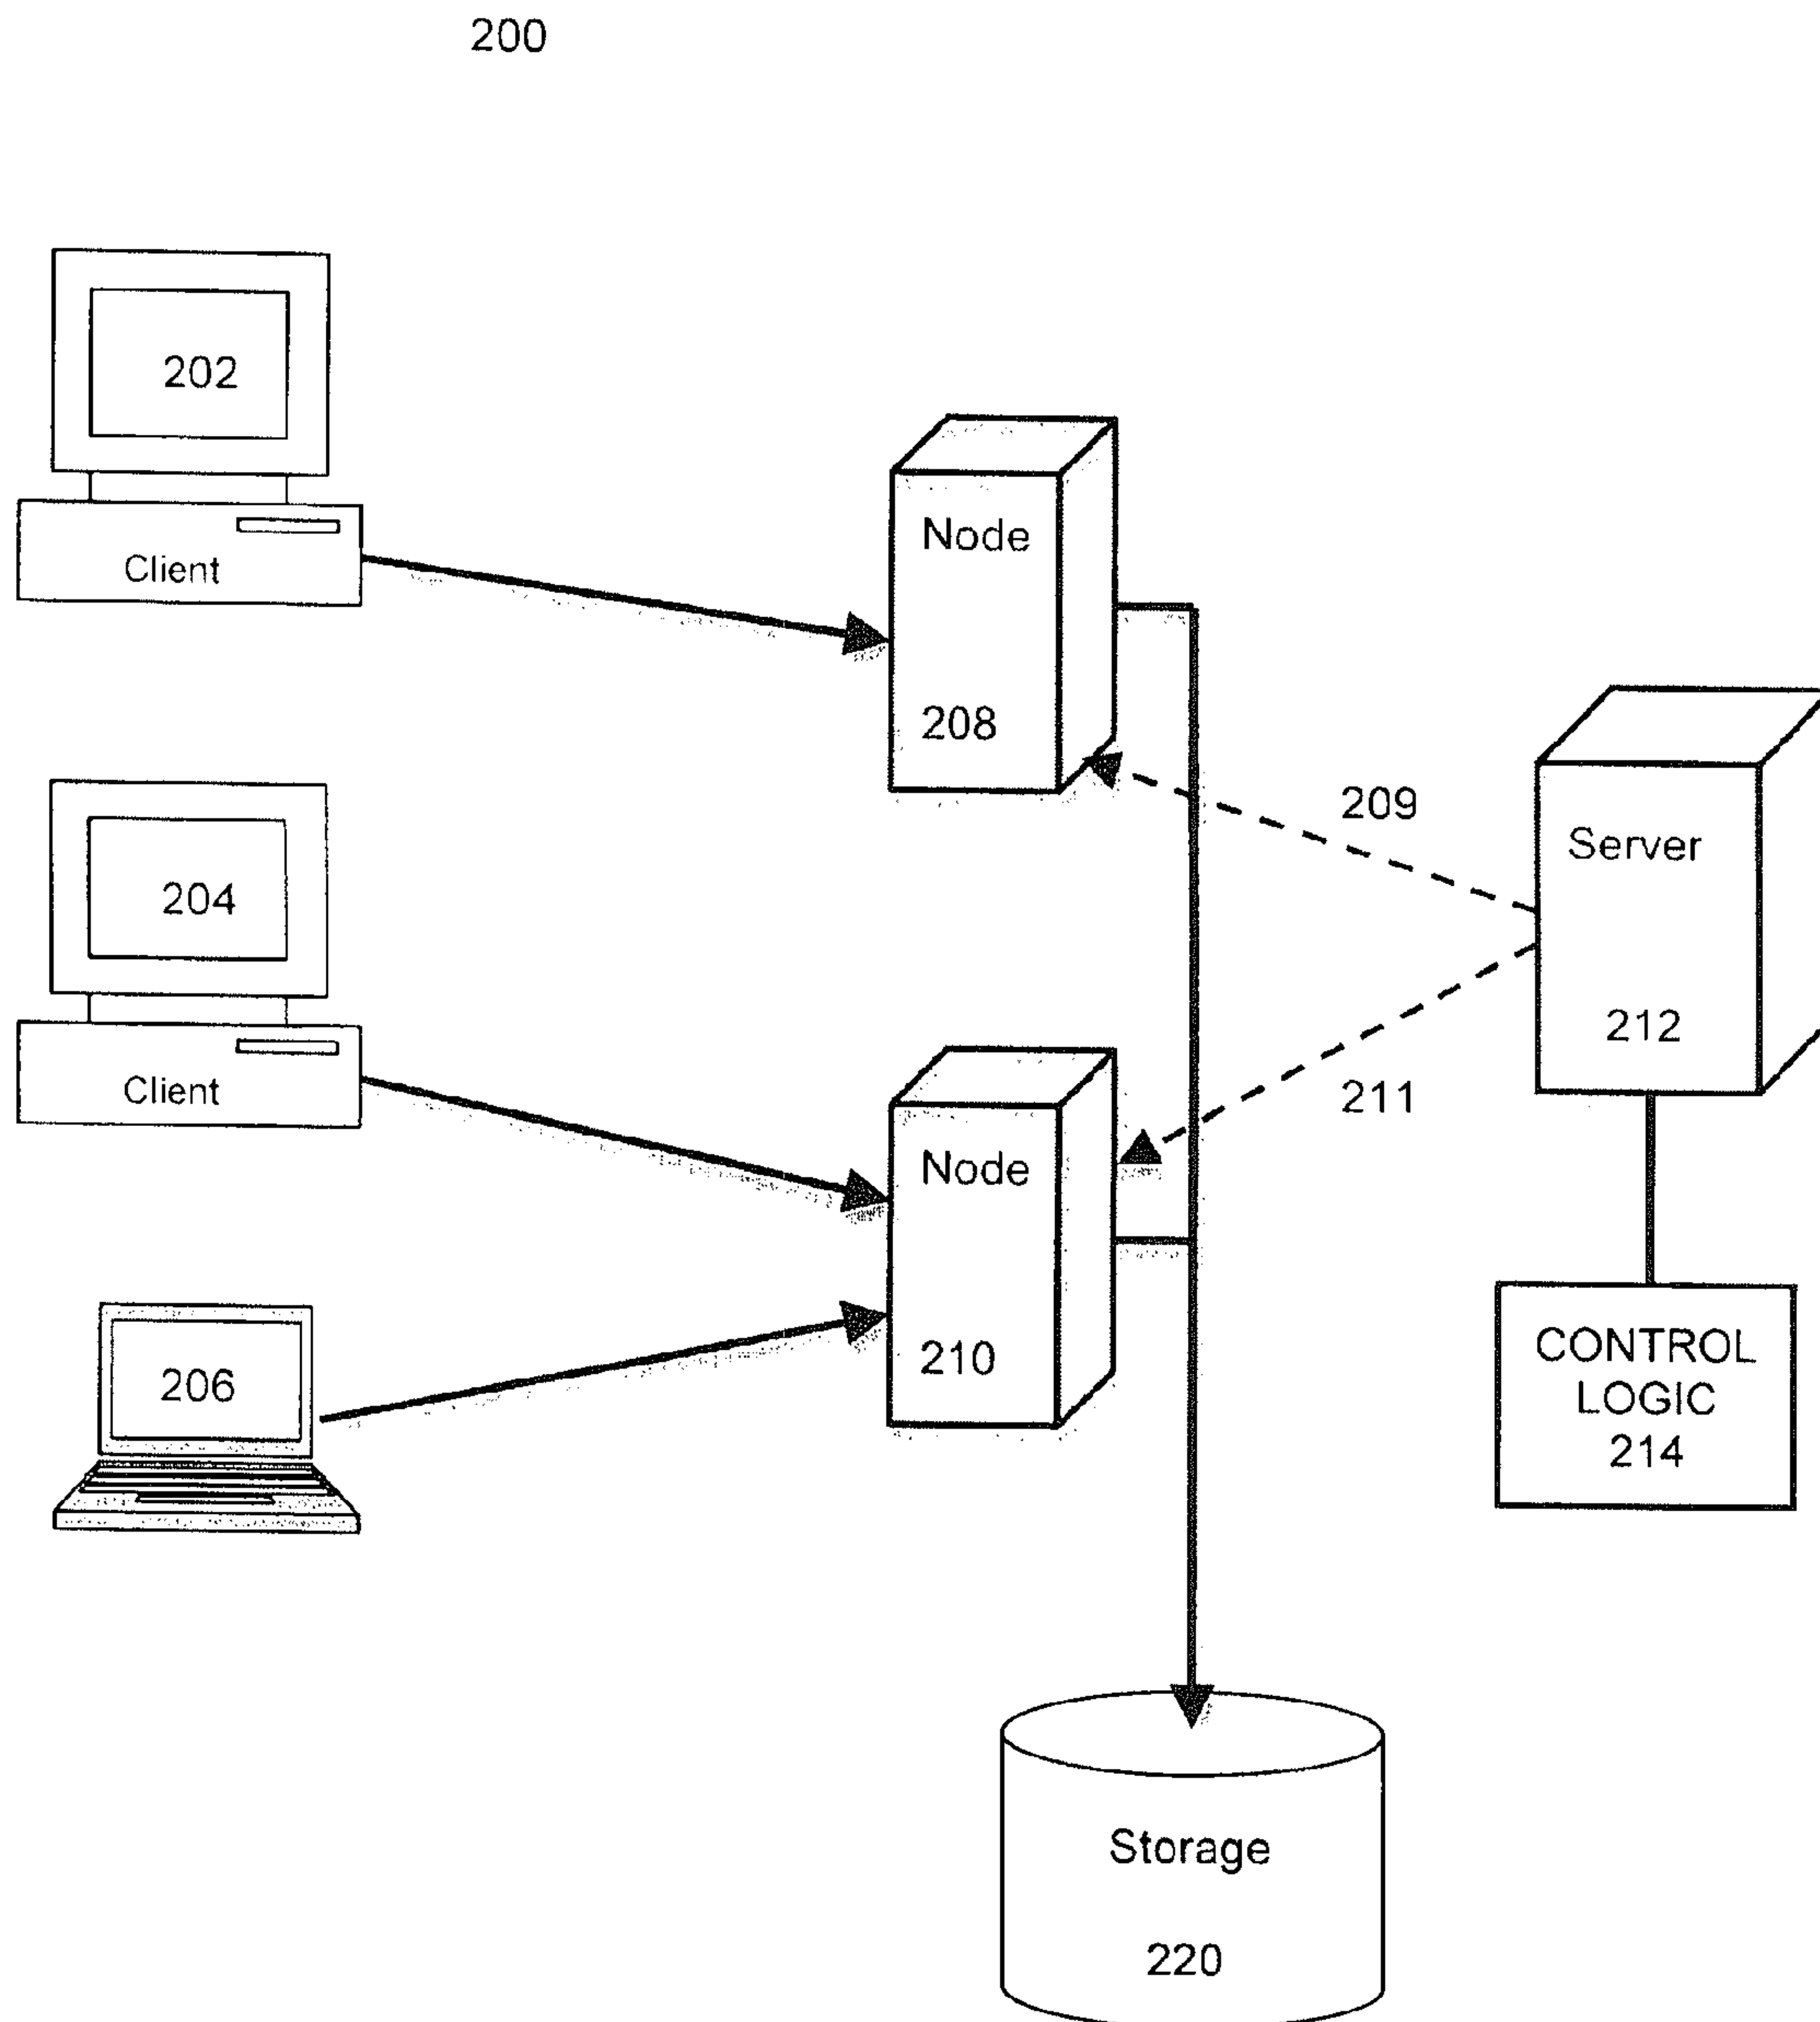 200
202
Client
Node
208
209
Server
212
204
Client
Node
210
211
206
CONTROL
LOGIC
214
Storage
220